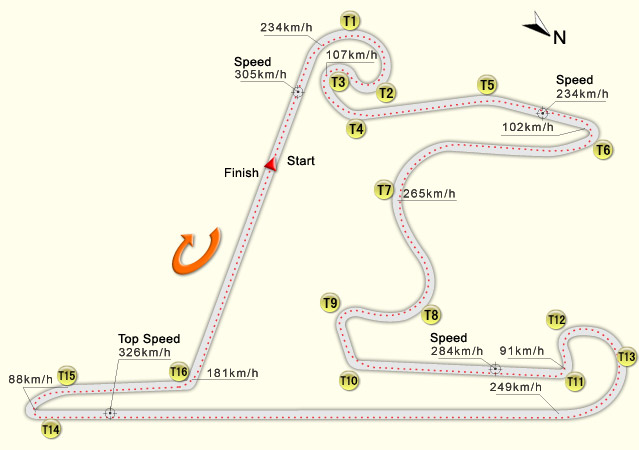 T1
234km/h
N
107km/h
Speed
305km/h
T3
T2
T5
Speed
234km/h
T4
102km/h
T6
Start
Finish
T7
265km/h
T9
T8
T12
Top Speed
326km/h
Speed
284km/h
91km/h
T13
T15
T16
181km/h
T10
T11
88km/h
249km/h
T14